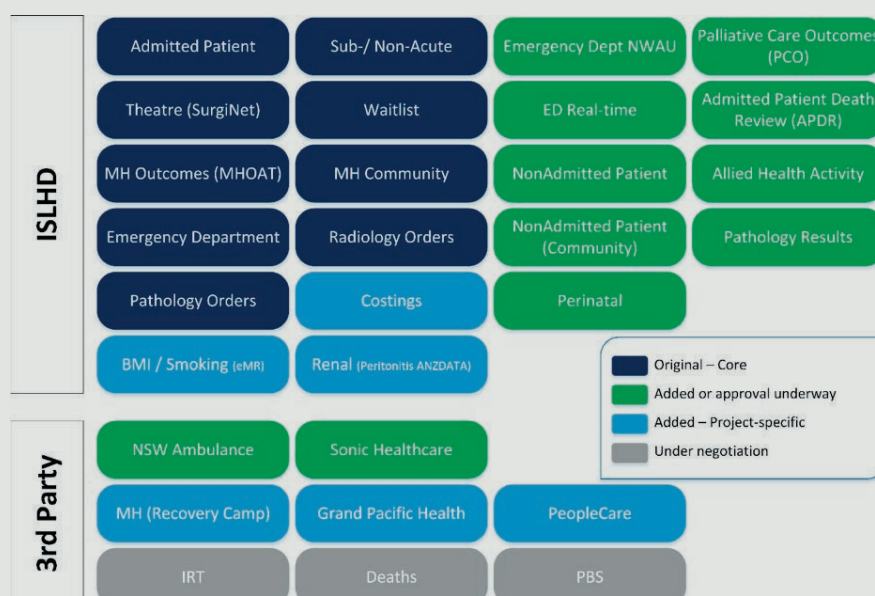 ISLHD
Admitted Patient
Sub-/ Non-Acute
Emergency Dept NWAU
Palliative Care Outcomes
(PCO)
Theatre (SurgiNet)
Waitlist
ED Real-time
Admitted Patient Death
Review (APDR)
MH Outcomes (MHOAT)
MH Community
NonAdmitted Patient
Allied Health Activity
Emergency Department
Radiology Orders
NonAdmitted Patient
(Community)
Pathology Results
Pathology Orders
Costings
Perinatal
BMI / Smoking (eMR)
Renal (Peritonitis ANZDATA)
Original – Core
Added or approval underway
Added – Project-specific
Under negotiation
3rd Party
NSW Ambulance
Sonic Healthcare
MH (Recovery Camp)
Grand Pacific Health
PeopleCare
IRT
Deaths
PBS